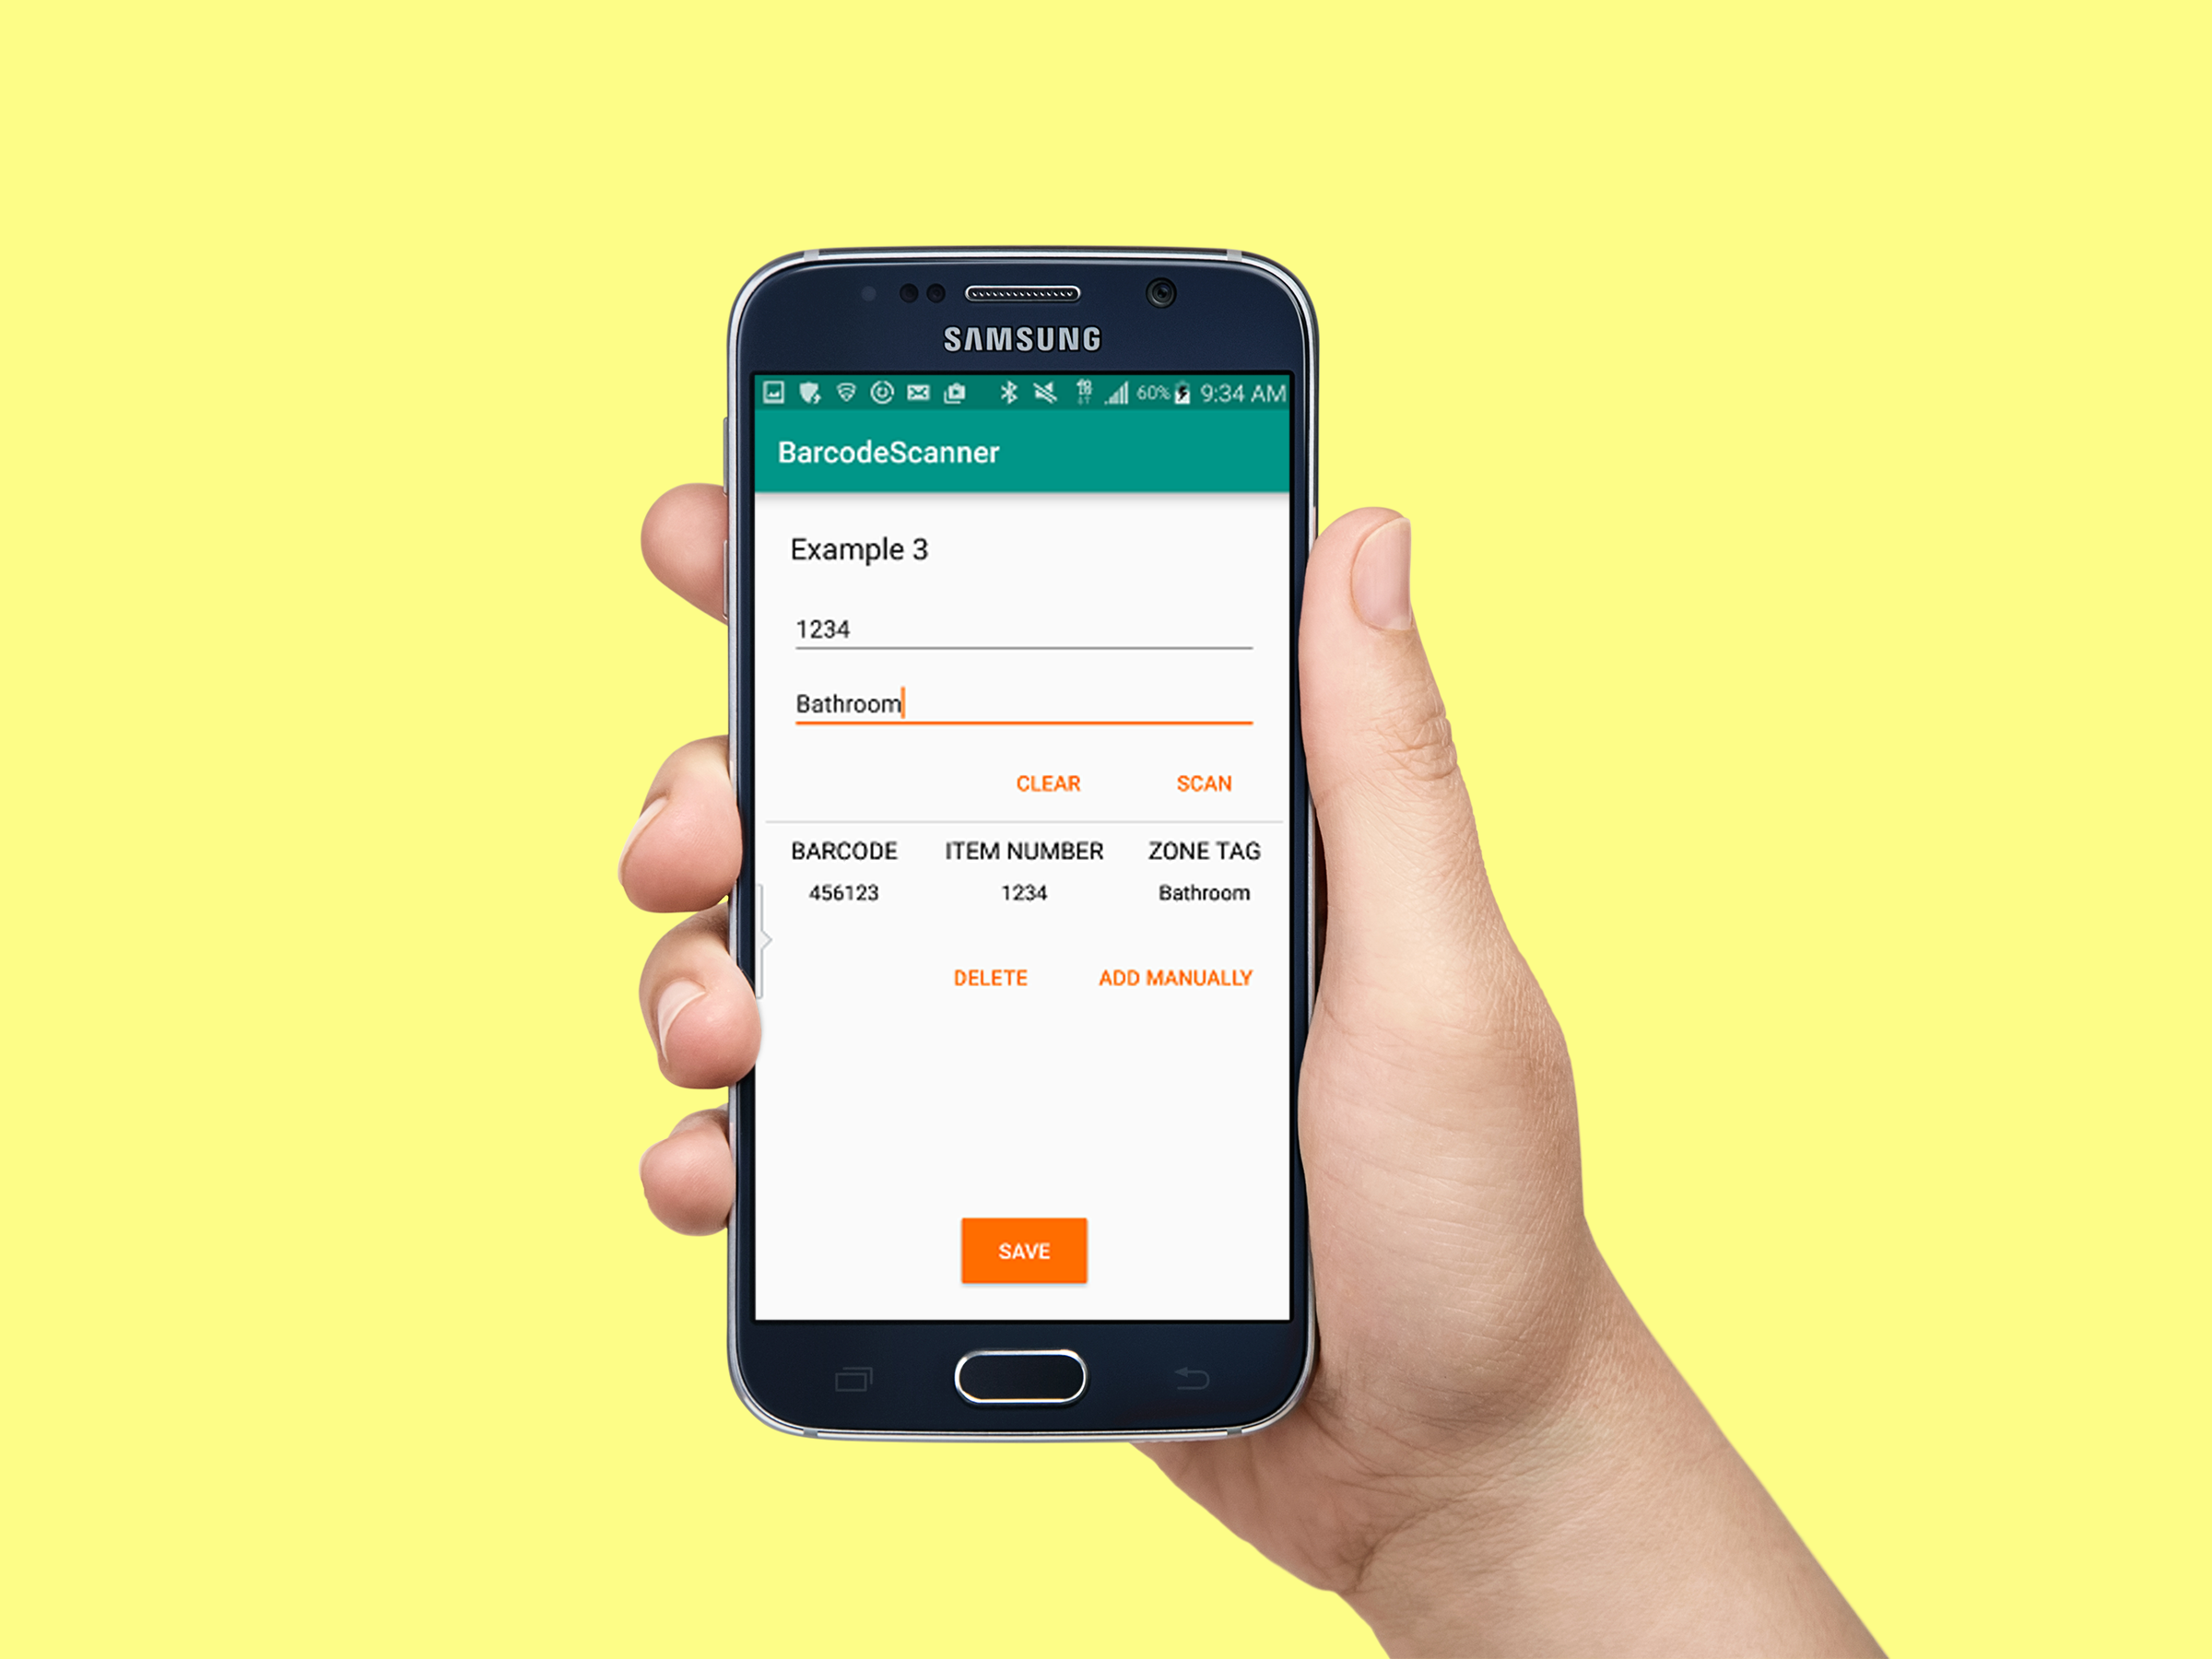 SAMSUNG
60% 9:34 AM
BarcodeScanner
Example 3
1234
Bathroom
CLEAR SCAN
BARCODE ITEM NUMBER ZONE TAG
456123 1234 Bathroom
DELETE ADD MANUALLY
SAVE